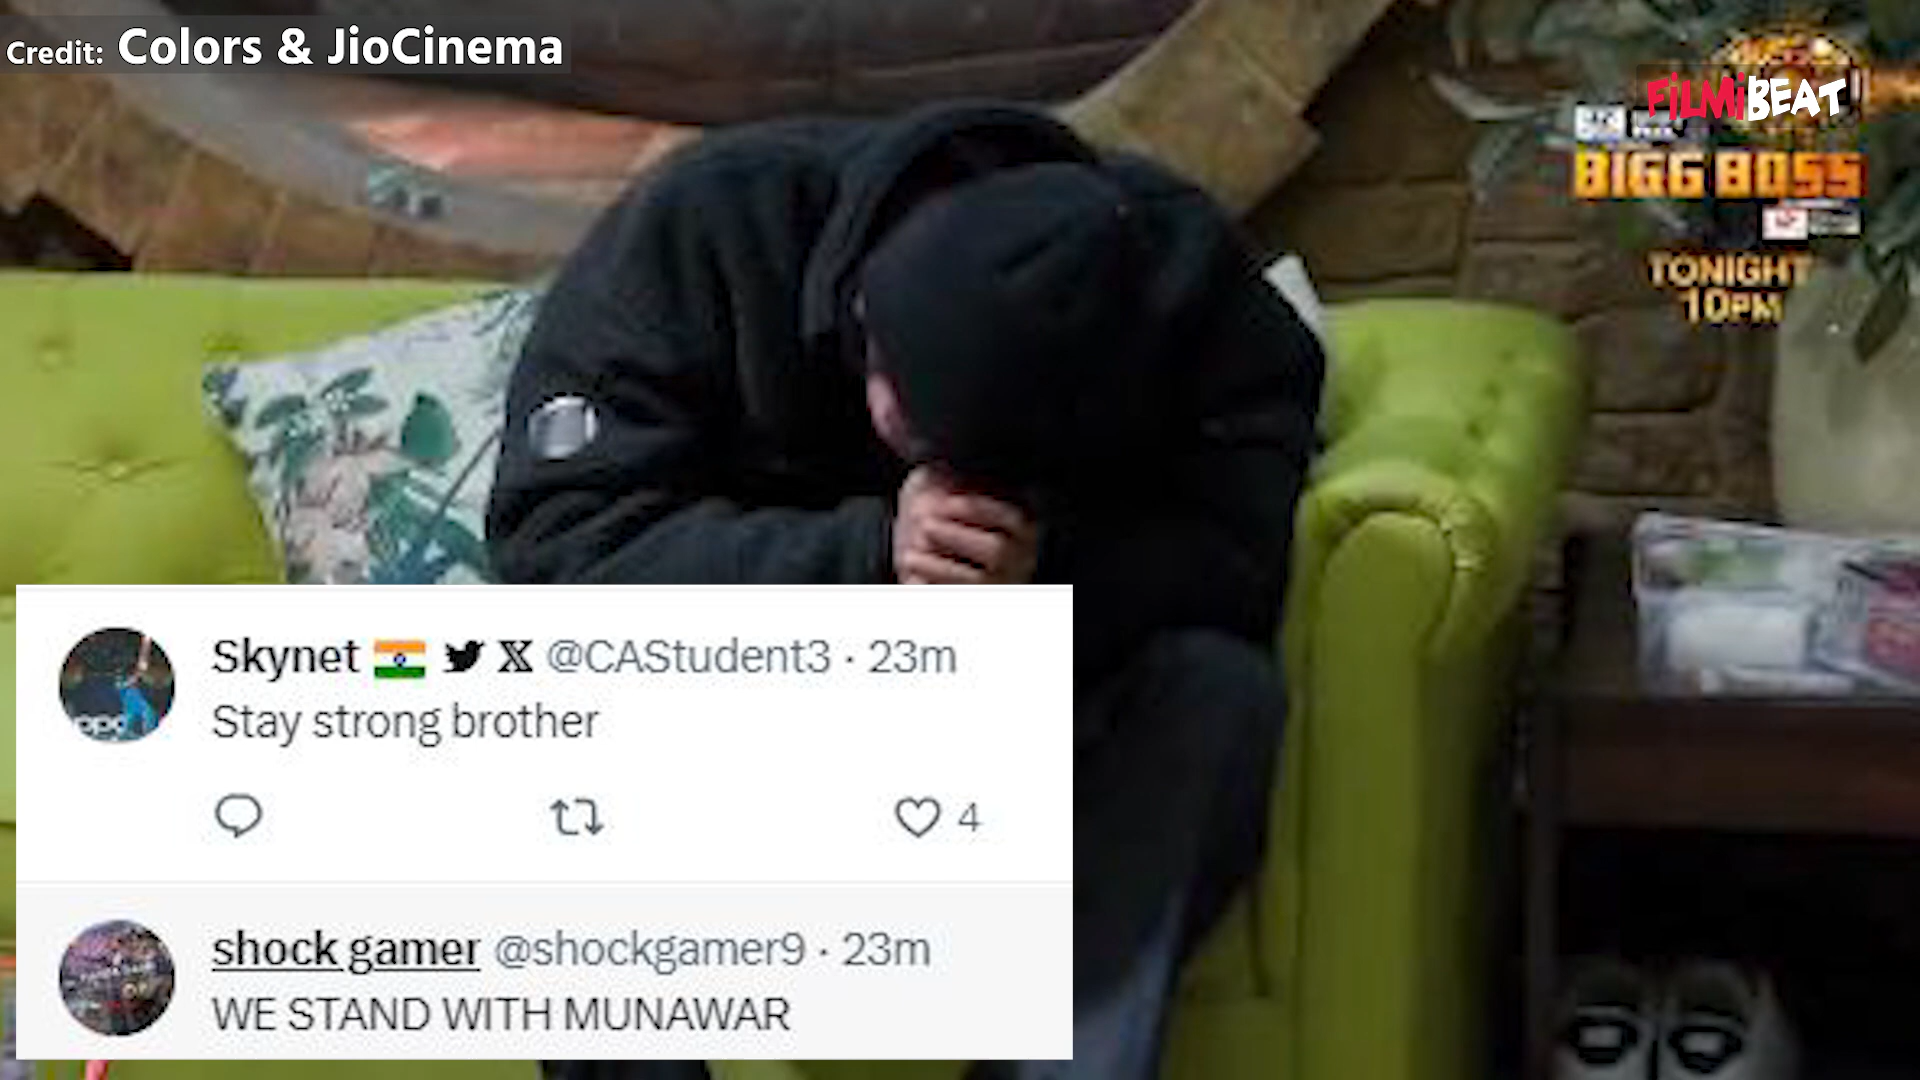 Credit: Colors & JioCinema
FiLMiBEAT
BIGG BOSS
TONIGHT
10PM
Skynet 🇮🇳 𝕏 @CAStudent3 · 23m
Stay strong brother
4
shock gamer @shockgamer9 · 23m
WE STAND WITH MUNAWAR